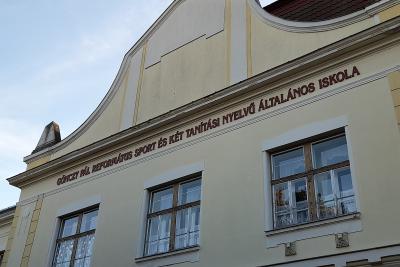 GÖNCZY PÁL REFORMÁTUS SPORT ÉS KÉT TANÍTÁSI NYELVŰ ÁLTALÁNOS ISKOLA